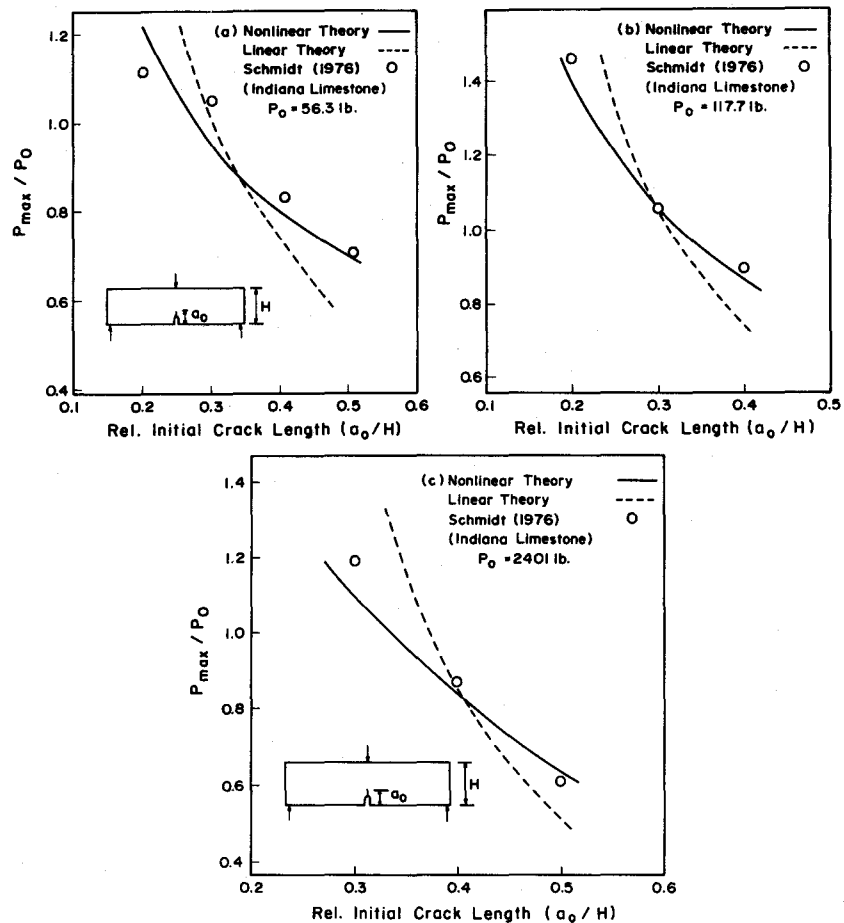 (a) Nonlinear Theory
Linear Theory
Schmidt (1976)
(Indiana Limestone)
P₀ = 56.3 lb.
1.2
1.0
0.8
0.6
0.4
P_max / P₀
H
a₀
0.1
0.2
0.3
0.4
0.5
0.6
Rel. Initial Crack Length (a₀/H)
(b) Nonlinear Theory
Linear Theory
Schmidt (1976)
(Indiana Limestone)
P₀ = 117.7 lb.
1.4
1.2
1.0
0.8
0.6
P_max / P₀
0.1
0.2
0.3
0.4
0.5
Rel. Initial Crack Length (a₀/H)
(c) Nonlinear Theory
Linear Theory
Schmidt (1976)
(Indiana Limestone)
P₀ = 2401 lb.
1.4
1.2
1.0
0.8
0.6
0.4
P_max / P₀
H
a₀
0.2
0.3
0.4
0.5
0.6
Rel. Initial Crack Length (a₀/H)